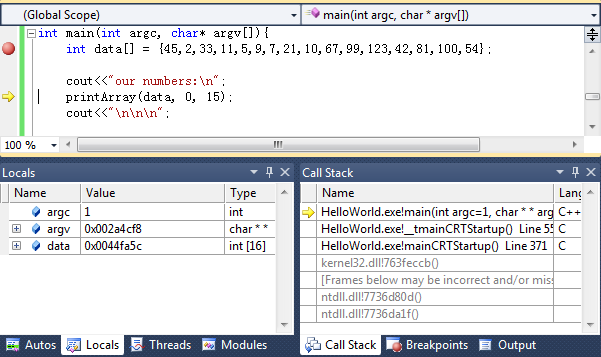 (Global Scope) main(int argc, char * argv[])
int main(int argc, char* argv[]){
int data[] = {45,2,33,11,5,9,7,21,10,67,99,123,42,81,100,54};
cout<<"our numbers:\n";
printArray(data, 0, 15);
cout<<"\n\n\n";
100 %
Locals
Name Value Type
argc 1 int
argv 0x002a4cf8 char * *
data 0x0044fa5c int [16]
Autos Locals Threads Modules
Call Stack
Name Lang
HelloWorld.exe!main(int argc=1, char * * arg C++
HelloWorld.exe!__tmainCRTStartup() Line 55 C
HelloWorld.exe!mainCRTStartup() Line 371 C
kernel32.dll!763feccb()
[Frames below may be incorrect and/or miss
ntdll.dll!7736d80d()
ntdll.dll!7736da1f()
Call Stack Breakpoints Output